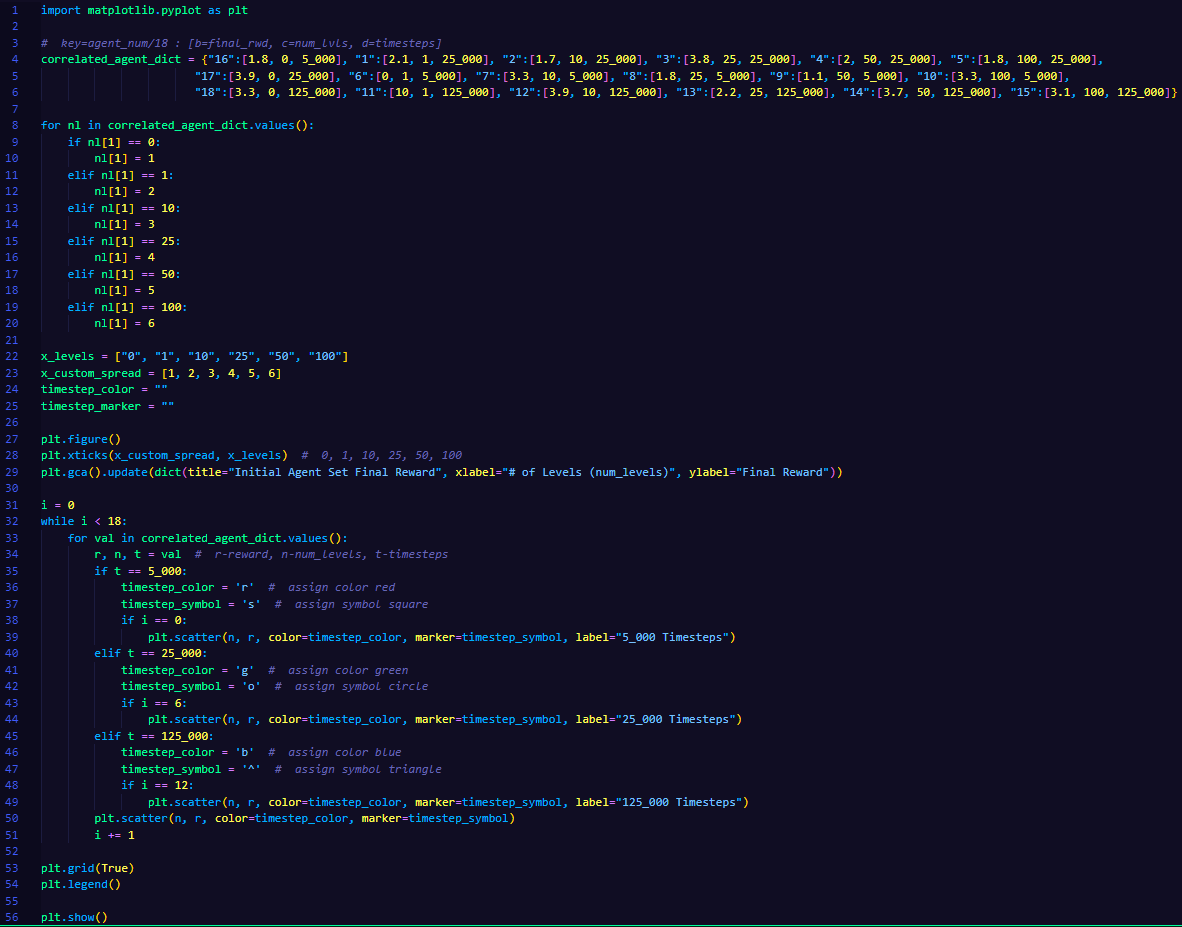 1 import matplotlib.pyplot as plt
2
3 # key=agent_num/18 : [b=final_rwd, c=num_lvls, d=timesteps]
4 correlated_agent_dict = {"16":[1.8, 0, 5_000], "1":[2.1, 1, 25_000], "2":[1.7, 10, 25_000], "3":[3.8, 25, 25_000], "4":[2, 50, 25_000], "5":[1.8, 100, 25_000],
5 "17":[3.9, 0, 25_000], "6":[0, 1, 5_000], "7":[3.3, 10, 5_000], "8":[1.8, 25, 5_000], "9":[1.1, 50, 5_000], "10":[3.3, 100, 5_000],
6 "18":[3.3, 0, 125_000], "11":[10, 1, 125_000], "12":[3.9, 10, 125_000], "13":[2.2, 25, 125_000], "14":[3.7, 50, 125_000], "15":[3.1, 100, 125_000]}
7
8 for nl in correlated_agent_dict.values():
9 if nl[1] == 0:
10 nl[1] = 1
11 elif nl[1] == 1:
12 nl[1] = 2
13 elif nl[1] == 10:
14 nl[1] = 3
15 elif nl[1] == 25:
16 nl[1] = 4
17 elif nl[1] == 50:
18 nl[1] = 5
19 elif nl[1] == 100:
20 nl[1] = 6
21
22 x_levels = ["0", "1", "10", "25", "50", "100"]
23 x_custom_spread = [1, 2, 3, 4, 5, 6]
24 timestep_color = ""
25 timestep_marker = ""
26
27 plt.figure()
28 plt.xticks(x_custom_spread, x_levels) # 0, 1, 10, 25, 50, 100
29 plt.gca().update(dict(title="Initial Agent Set Final Reward", xlabel="# of Levels (num_levels)", ylabel="Final Reward"))
30
31 i = 0
32 while i < 18:
33 for val in correlated_agent_dict.values():
34 r, n, t = val # r-reward, n-num_levels, t-timesteps
35 if t == 5_000:
36 timestep_color = 'r' # assign color red
37 timestep_symbol = 's' # assign symbol square
38 if i == 0:
39 plt.scatter(n, r, color=timestep_color, marker=timestep_symbol, label="5_000 Timesteps")
40 elif t == 25_000:
41 timestep_color = 'g' # assign color green
42 timestep_symbol = 'o' # assign symbol circle
43 if i == 6:
44 plt.scatter(n, r, color=timestep_color, marker=timestep_symbol, label="25_000 Timesteps")
45 elif t == 125_000:
46 timestep_color = 'b' # assign color blue
47 timestep_symbol = '^' # assign symbol triangle
48 if i == 12:
49 plt.scatter(n, r, color=timestep_color, marker=timestep_symbol, label="125_000 Timesteps")
50 plt.scatter(n, r, color=timestep_color, marker=timestep_symbol)
51 i += 1
52
53 plt.grid(True)
54 plt.legend()
55
56 plt.show()